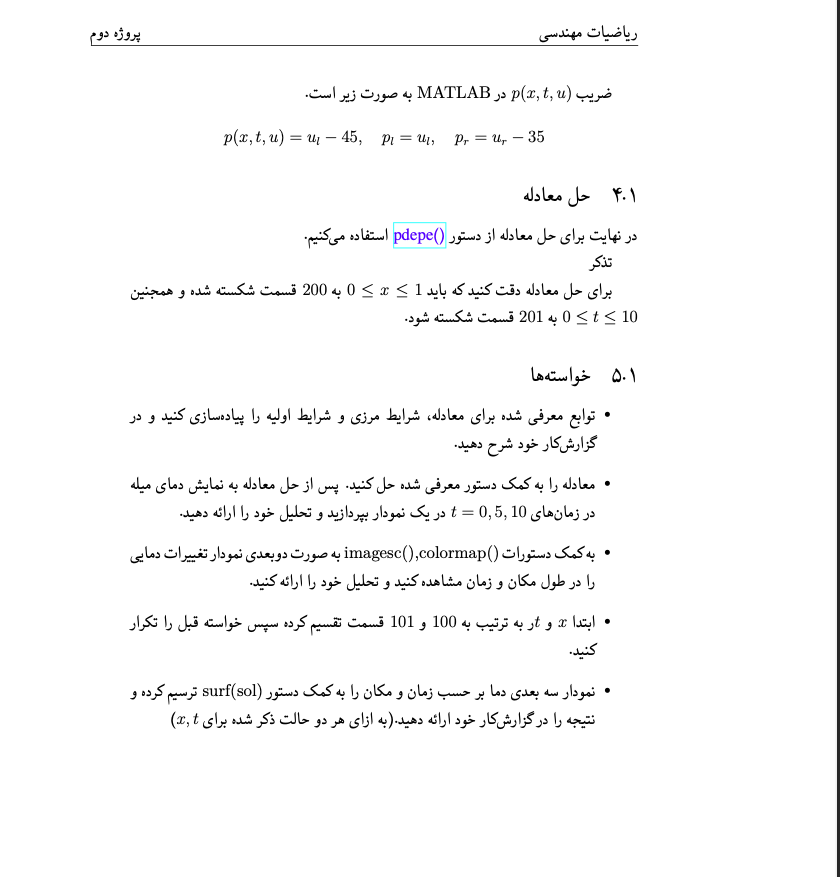 ریاضیات مهندسی پروژه دوم
ضریب p(x, t, u) در MATLAB به صورت زیر است.
p(x, t, u) = u_l − 45, p_l = u_l, p_r = u_r − 35
۴.۱ حل معادله
در نهایت برای حل معادله از دستور pdepe() استفاده می‌کنیم.
تذکر
برای حل معادله دقت کنید که باید 0 ≤ x ≤ 1 به 200 قسمت شکسته شده و همچنین
0 ≤ t ≤ 10 به 201 قسمت شکسته شود.
۵.۱ خواسته‌ها
• توابع معرفی شده برای معادله، شرایط مرزی و شرایط اولیه را پیاده‌سازی کنید و در
گزارش‌کار خود شرح دهید.
• معادله را به کمک دستور معرفی شده حل کنید. پس از حل معادله به نمایش دمای میله
در زمان‌های t = 0, 5, 10 در یک نمودار بپردازید و تحلیل خود را ارائه دهید.
• به کمک دستورات imagesc(),colormap() به صورت دوبعدی نمودار تغییرات دمایی
را در طول مکان و زمان مشاهده کنید و تحلیل خود را ارائه کنید.
• ابتدا x و tر به ترتیب به 100 و 101 قسمت تقسیم کرده سپس خواسته قبل را تکرار
کنید.
• نمودار سه بعدی دما بر حسب زمان و مکان را به کمک دستور surf(sol) ترسیم کرده و
نتیجه را در گزارش‌کار خود ارائه دهید.(به ازای هر دو حالت ذکر شده برای x, t)